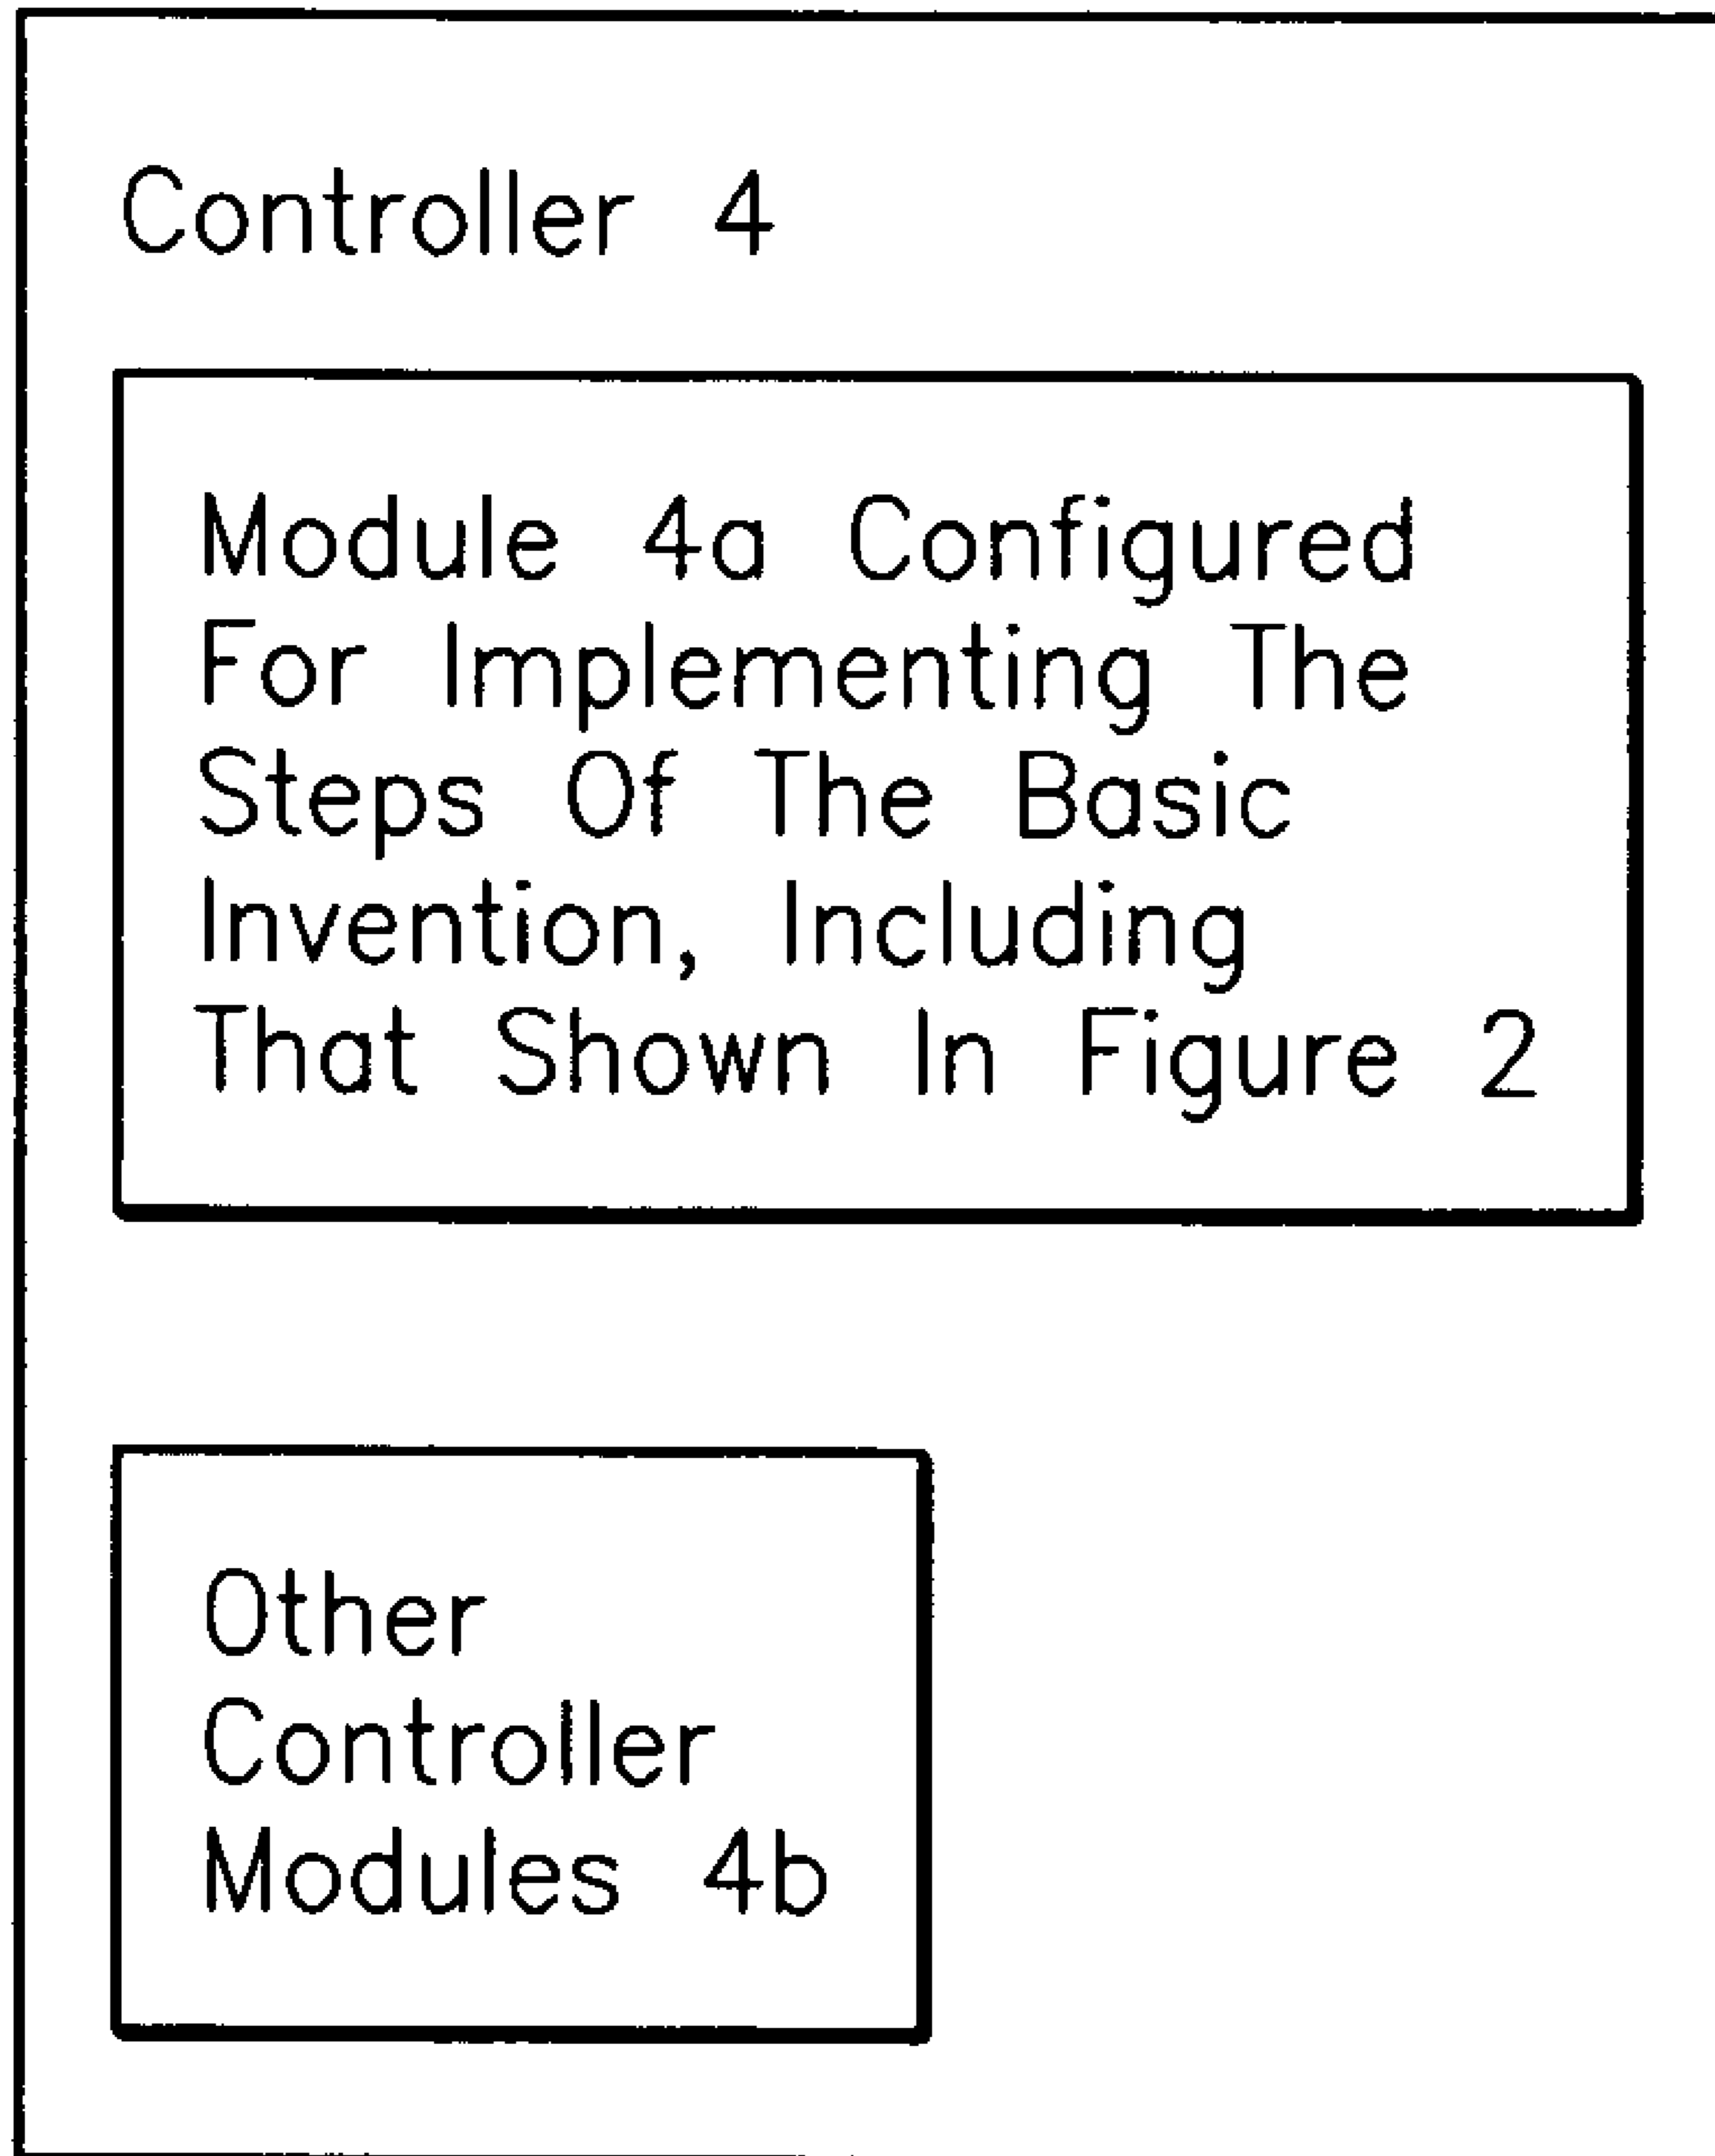 Controller 4
Module 4a Configured
For Implementing The
Steps Of The Basic
Invention, Including
That Shown In Figure 2
Other
Controller
Modules 4b